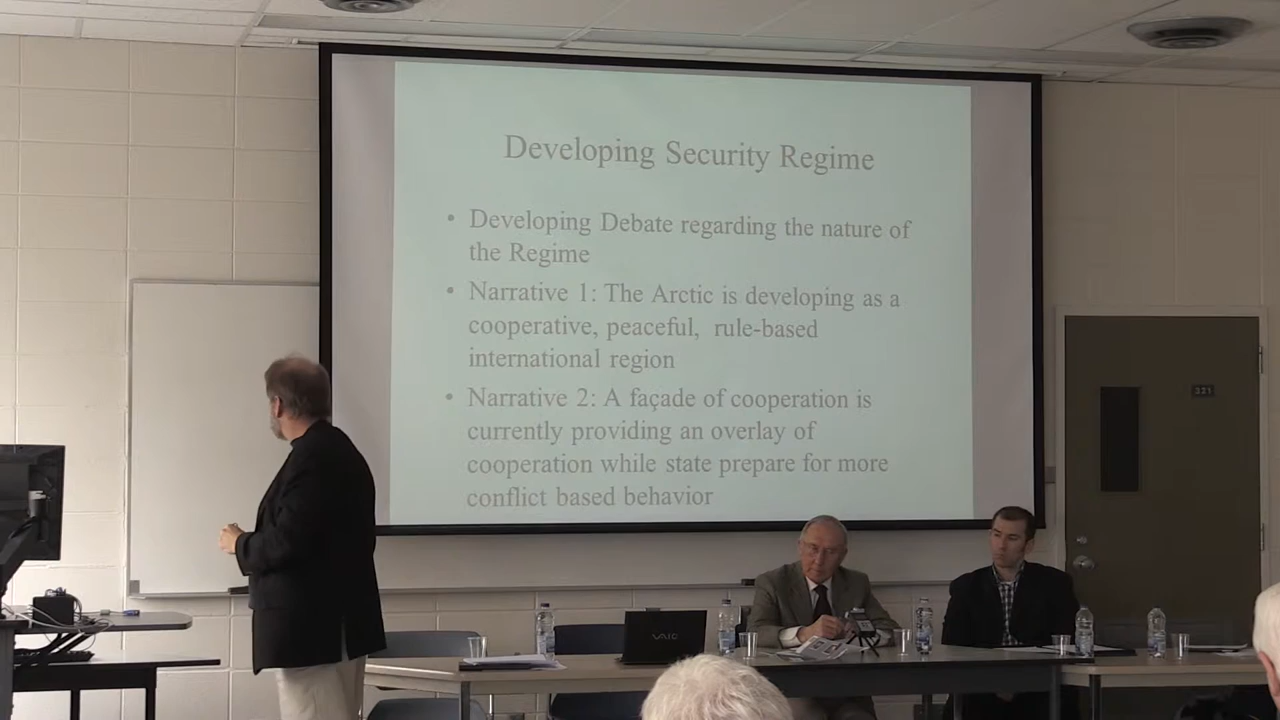 Developing Security Regime
• Developing Debate regarding the nature of
the Regime
• Narrative 1: The Arctic is developing as a
cooperative, peaceful, rule-based
international region
• Narrative 2: A façade of cooperation is
currently providing an overlay of
cooperation while state prepare for more
conflict based behavior
331
VAIO